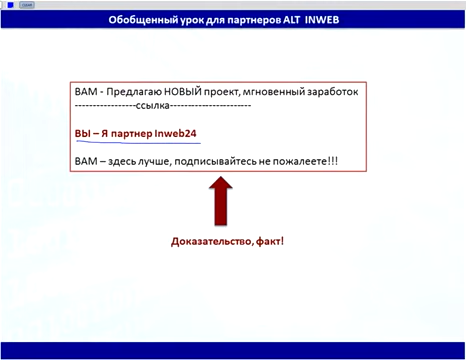 Обобщенный урок для партнеров ALT INWEB
ВАМ - Предлагаю НОВЫЙ проект, мгновенный заработок
-----------------ссылка-----------------------
ВЫ – Я партнер Inweb24
ВАМ – здесь лучше, подписывайтесь не пожалеете!!!
Доказательство, факт!